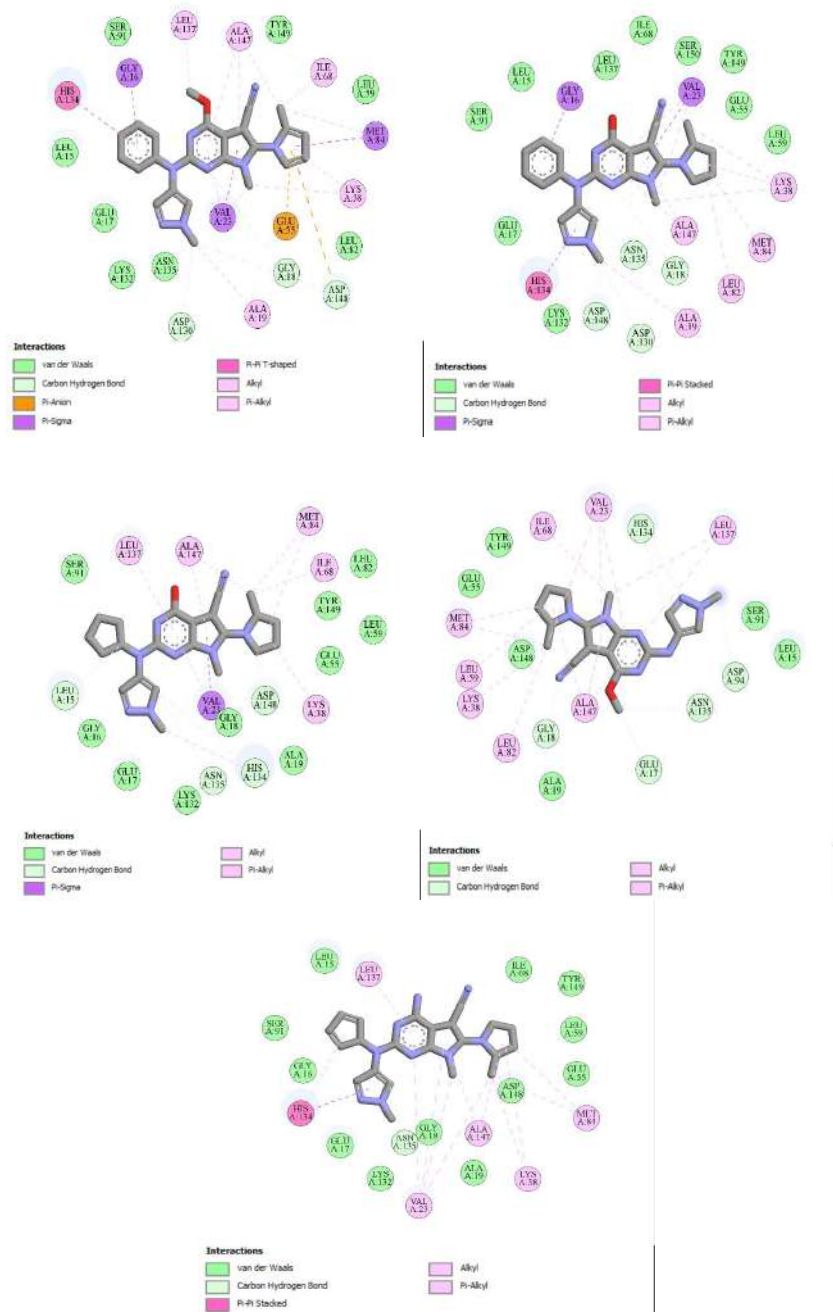 SER
A:91
LEU
A:137
ALA
A:147
TYR
A:149
GLY
A:16
ILE
A:68
LEU
A:59
HIS
A:134
MET
A:84
LEU
A:15
LYS
A:38
GLU
A:17
VAL
A:23
GLU
A:55
LEU
A:82
LYS
A:132
ASN
A:135
GLY
A:18
ASP
A:148
ASP
ALA
A:19
Interactions
van der Waals
Carbon Hydrogen Bond
Pi-Anion
Pi-Sigma
Pi-Pi T-shaped
Alkyl
Pi-Alkyl
ILE
A:68
LEU
A:137
SER
A:150
TYR
A:149
LEU
A:15
GLY
A:16
VAL
A:23
GLU
A:55
SER
A:91
LEU
A:59
LYS
A:38
GLU
A:17
ALA
A:147
ASN
A:135
GLY
A:18
MET
A:84
HIS
A:134
LEU
A:82
LYS
A:132
ASP
A:148
ALA
A:19
ASP
Interactions
van der Waals
Carbon Hydrogen Bond
Pi-Sigma
Pi-Pi Stacked
Alkyl
Pi-Alkyl
MET
A:84
SER
A:91
LEU
A:137
ALA
A:147
ILE
A:68
LEU
A:82
TYR
A:149
LEU
A:59
GLU
A:55
LEU
A:15
VAL
A:23
GLY
A:18
ASP
A:148
LYS
A:38
GLY
A:16
GLU
A:17
LYS
A:132
ASN
A:135
HIS
A:134
ALA
A:19
Interactions
van der Waals
Carbon Hydrogen Bond
Pi-Sigma
Alkyl
Pi-Alkyl
VAL
A:23
ILE
A:68
HIS
A:134
LEU
A:137
TYR
A:149
GLU
A:55
MET
A:84
SER
A:91
LEU
A:15
ASP
A:148
LEU
A:59
LYS
A:38
ASP
A:94
ALA
A:147
ASN
A:135
GLY
A:18
LEU
A:82
GLU
A:17
ALA
A:19
Interactions
van der Waals
Carbon Hydrogen Bond
Alkyl
Pi-Alkyl
LEU
A:15
LEU
A:137
ILE
A:68
TYR
A:149
SER
A:91
LEU
A:59
GLY
A:16
GLU
A:55
ASP
A:148
HIS
A:134
MET
A:84
GLU
A:17
ASN
A:135
GLY
ALA
A:147
LYS
A:132
ALA
A:19
LYS
A:38
VAL
A:23
Interactions
van der Waals
Carbon Hydrogen Bond
Pi-Pi Stacked
Alkyl
Pi-Alkyl